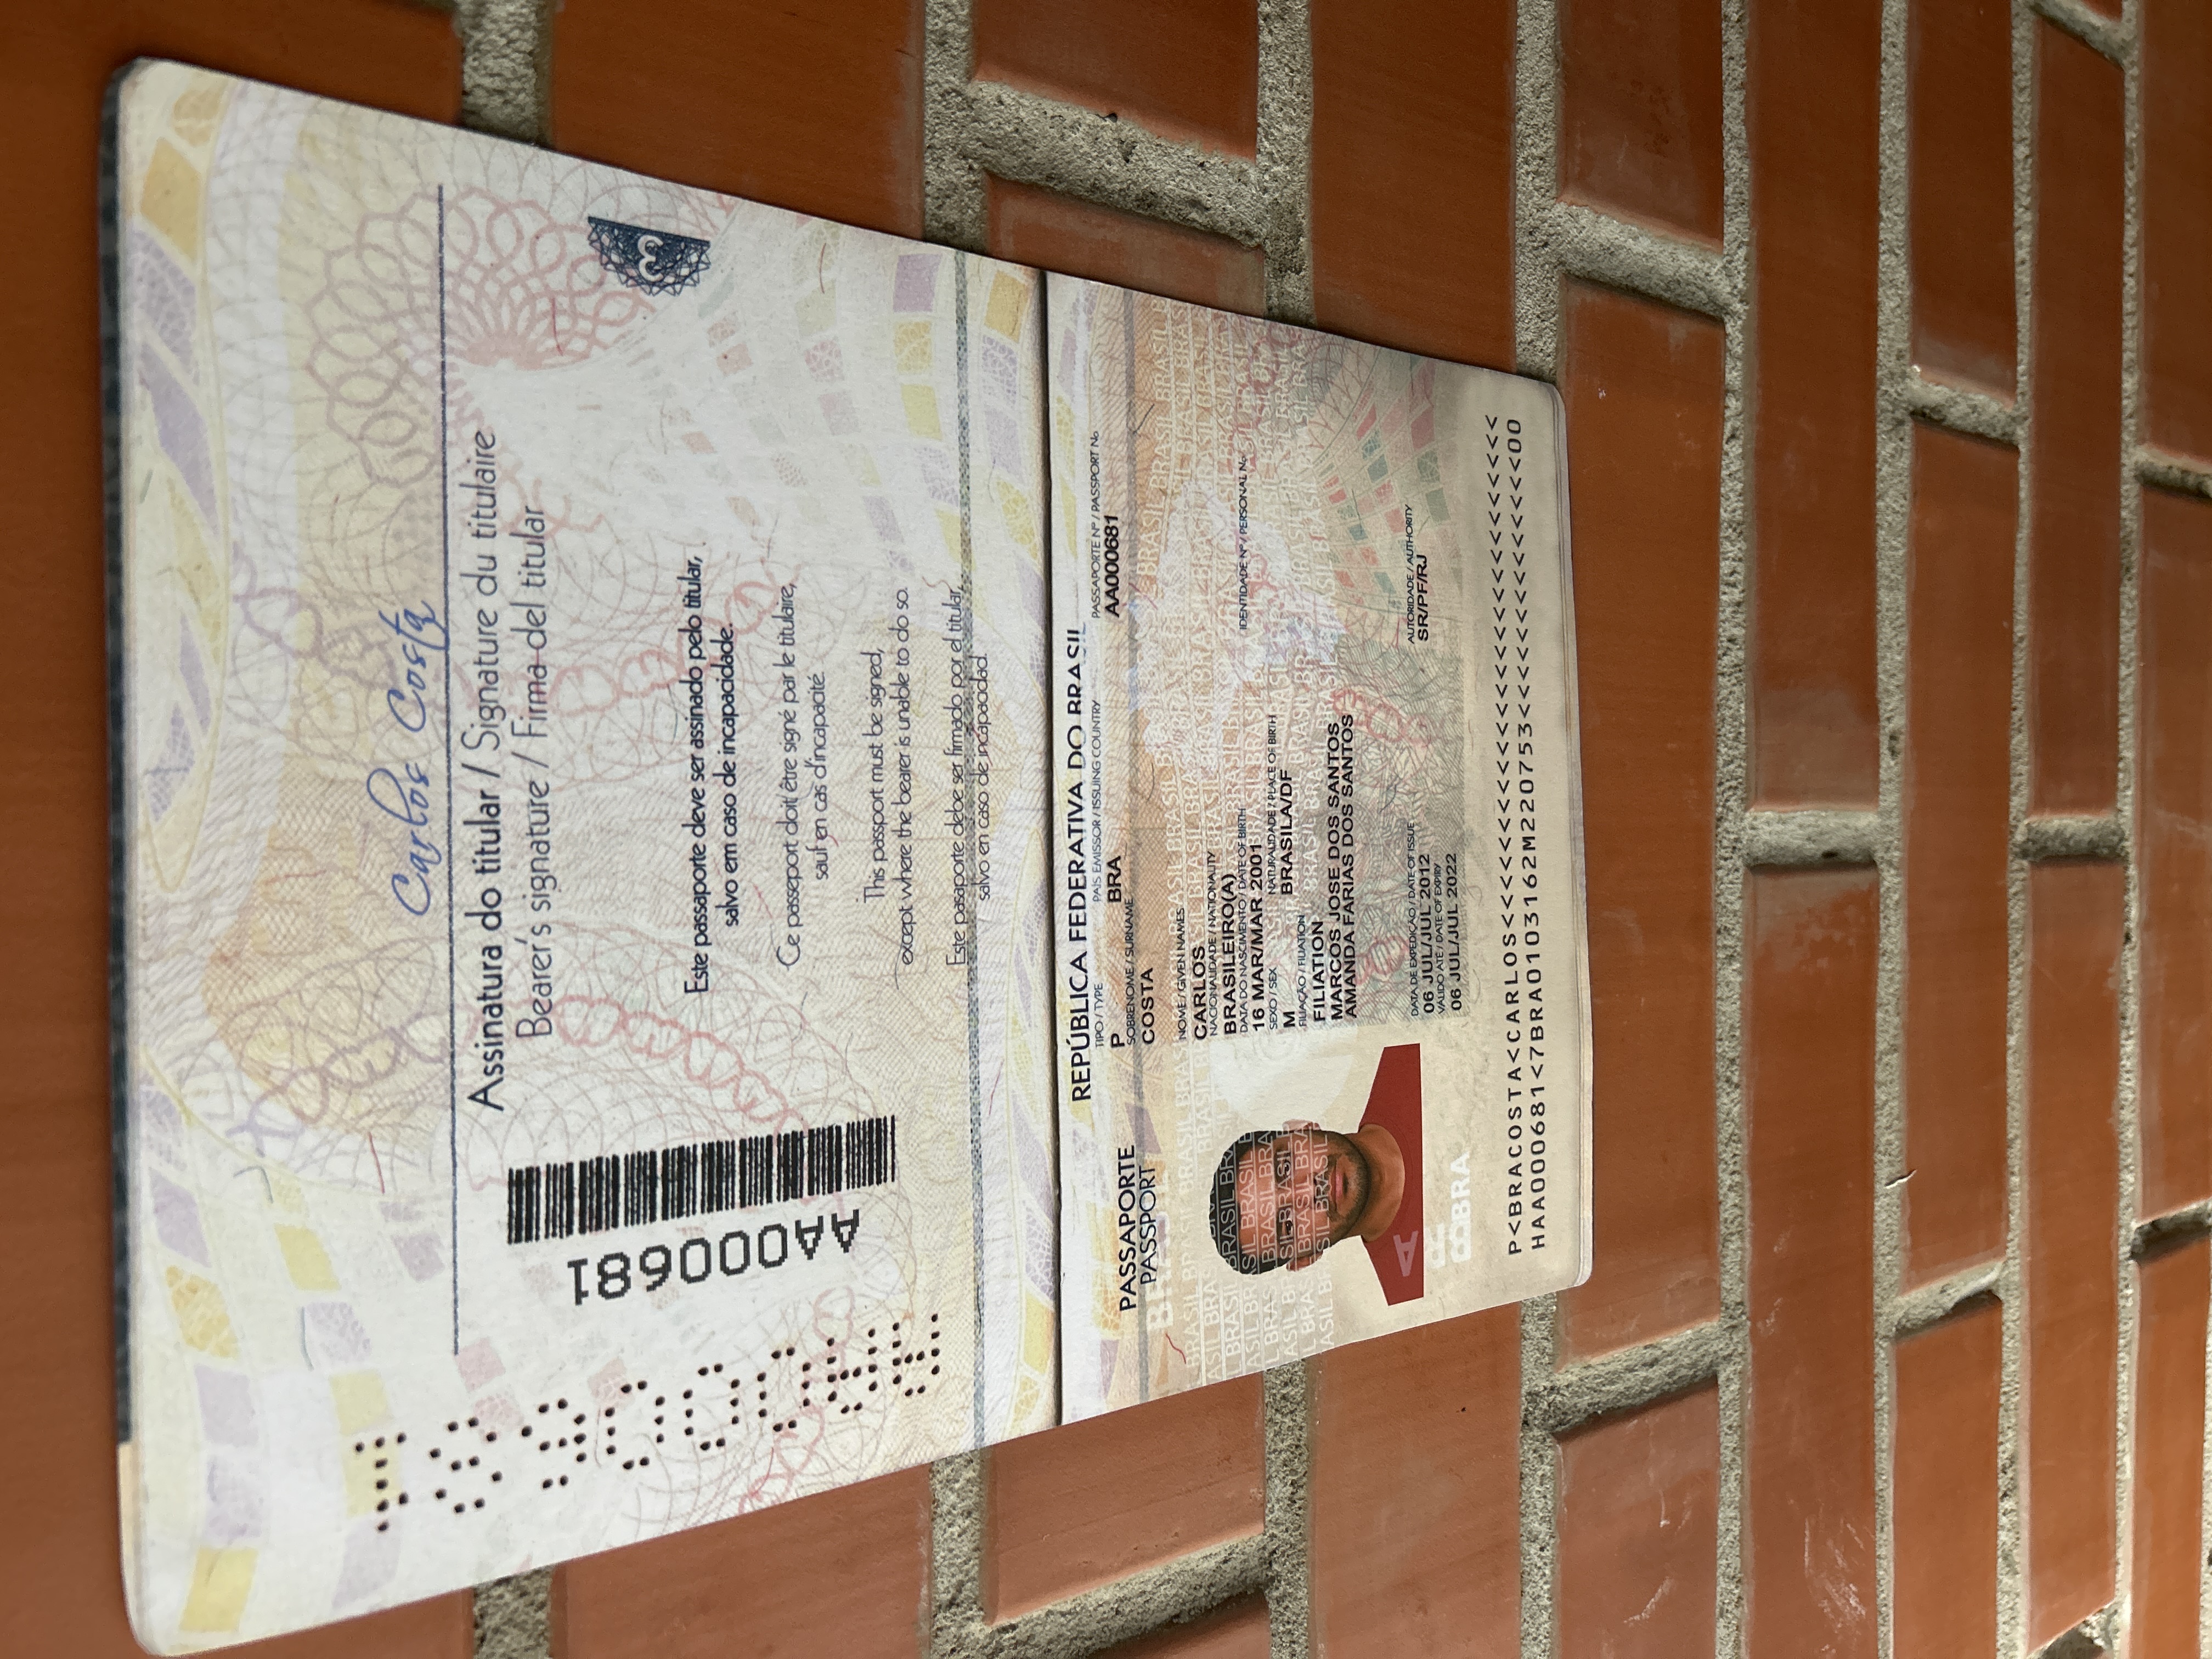 Carlos Costa
Assinatura do titular / Signature du titulaire
Bearer's signature / Firma del titular
AA000681
3
Este passaporte deve ser assinado pelo titular,
salvo em caso de incapacidade.
Ce passeport doit être signé par le titulaire,
sauf en cas d'incapacité.
This passport must be signed,
except where the bearer is unable to do so.
Este pasaporte debe ser firmado por el titular,
salvo en caso de incapacidad.
REPÚBLICA FEDERATIVA DO BRASIL
PASSAPORTE
PASSPORT
TIPO / TYPE PAÍS EMISSOR / ISSUING COUNTRY PASSAPORTE Nº / PASSPORT No
P BRA AA000681
SOBRENOME / SURNAME
COSTA
NOME / GIVEN NAMES
CARLOS
NACIONALIDADE / NATIONALITY
BRASILEIRO(A)
DATA DO NASCIMENTO / DATE OF BIRTH IDENTIDADE Nº / PERSONAL No
16 MAR/MAR 2001
SEXO / SEX NATURALIDADE / PLACE OF BIRTH
M BRASILA/DF
FILIAÇÃO / FILIATION
FILIATION
MARCOS JOSE DOS SANTOS
AMANDA FARIAS DOS SANTOS
DATA DE EXPEDIÇÃO / DATE OF ISSUE AUTORIDADE / AUTHORITY
06 JUL/JUL 2012 SR/PF/RJ
VÁLIDO ATÉ / DATE OF EXPIRY
06 JUL/JUL 2022
BRA
BRA
P<BRACOSTA<CARLOS<<<<<<<<<<<<<<<<<<<<<<<<<<<
HAA000681<7BRA0103162M220753<<<<<<<<<<<<<<00